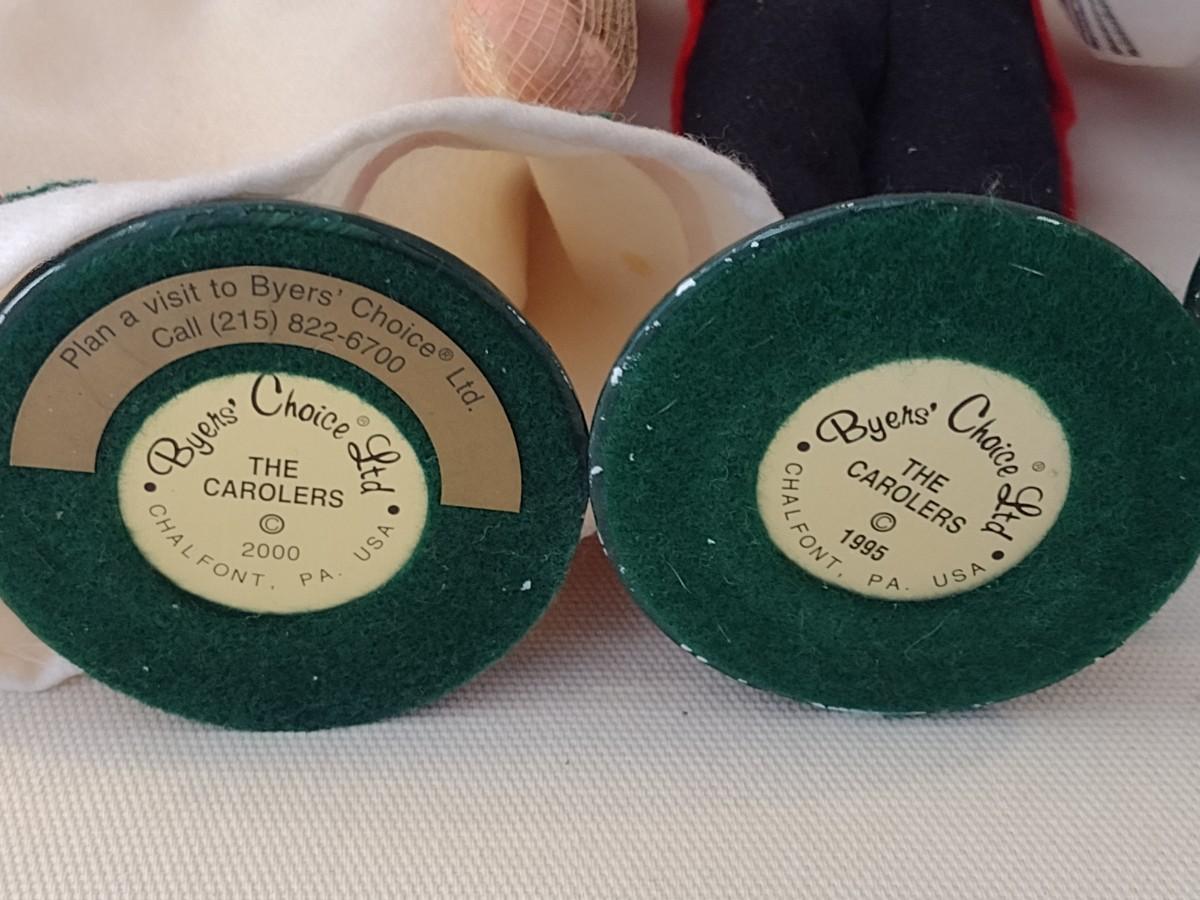 Plan a visit to Byers' Choice® Ltd.
Call (215) 822-6700
Byers' Choice® Ltd
THE
CAROLERS
©
2000
• CHALFONT, PA. USA •
Byers' Choice® Ltd
THE
CAROLERS
©
1995
• CHALFONT, PA. USA •